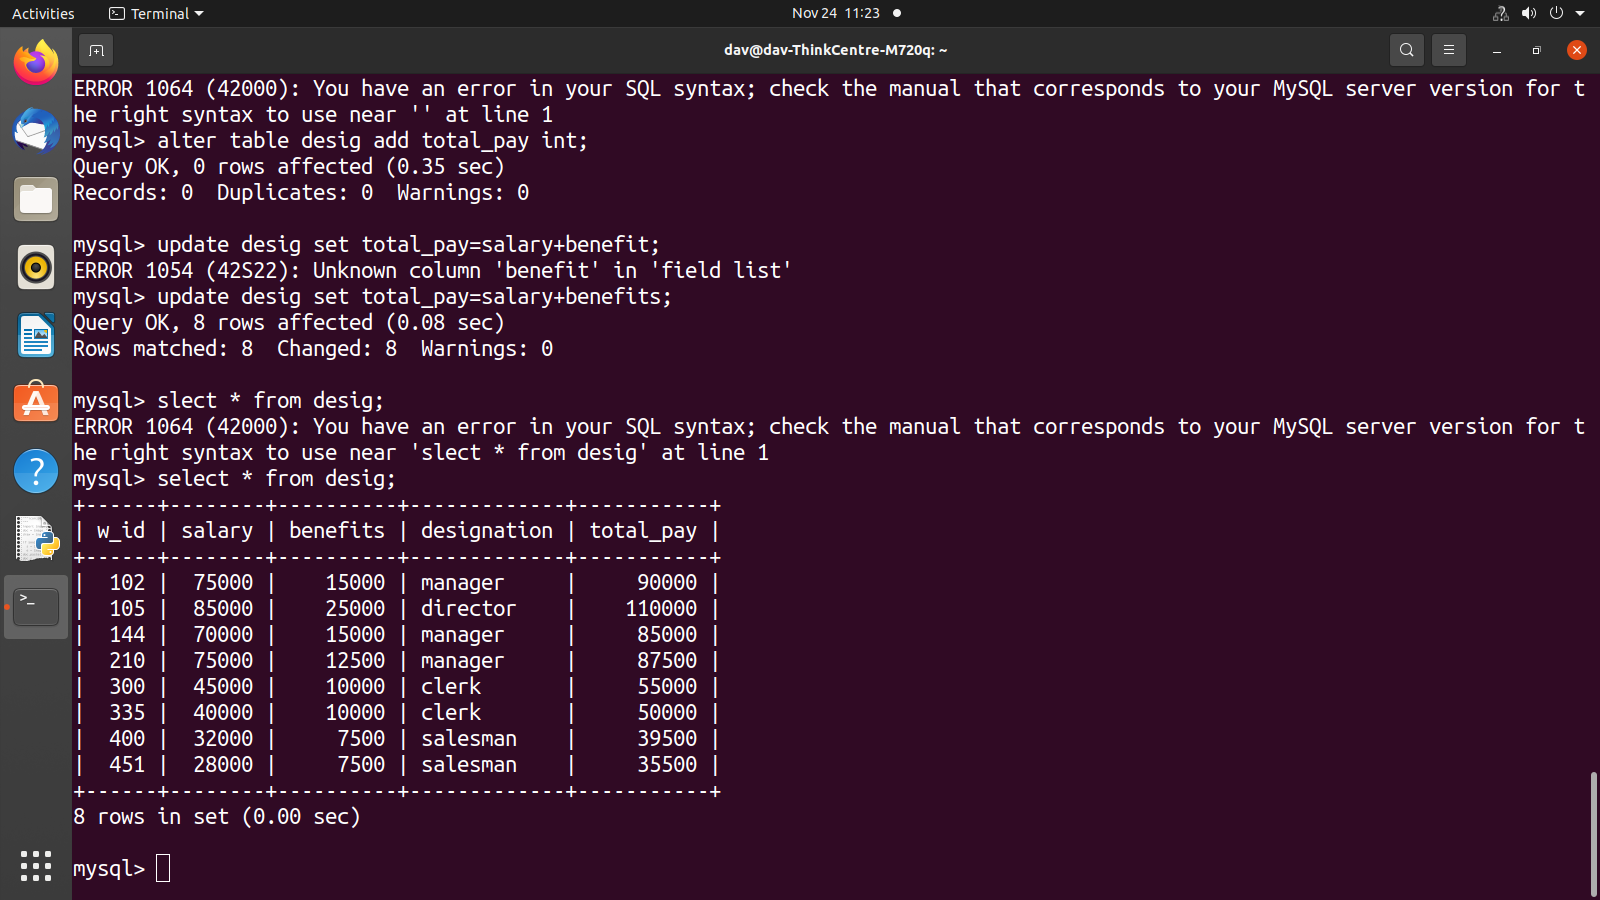 Activities Terminal Nov 24 11:23
dav@dav-ThinkCentre-M720q: ~
ERROR 1064 (42000): You have an error in your SQL syntax; check the manual that corresponds to your MySQL server version for t
he right syntax to use near '' at line 1
mysql> alter table desig add total_pay int;
Query OK, 0 rows affected (0.35 sec)
Records: 0  Duplicates: 0  Warnings: 0
mysql> update desig set total_pay=salary+benefit;
ERROR 1054 (42S22): Unknown column 'benefit' in 'field list'
mysql> update desig set total_pay=salary+benefits;
Query OK, 8 rows affected (0.08 sec)
Rows matched: 8  Changed: 8  Warnings: 0
mysql> slect * from desig;
ERROR 1064 (42000): You have an error in your SQL syntax; check the manual that corresponds to your MySQL server version for t
he right syntax to use near 'slect * from desig' at line 1
mysql> select * from desig;
+------+--------+----------+-------------+-----------+
| w_id | salary | benefits | designation | total_pay |
+------+--------+----------+-------------+-----------+
|  102 |  75000 |    15000 | manager     |     90000 |
|  105 |  85000 |    25000 | director    |    110000 |
|  144 |  70000 |    15000 | manager     |     85000 |
|  210 |  75000 |    12500 | manager     |     87500 |
|  300 |  45000 |    10000 | clerk       |     55000 |
|  335 |  40000 |    10000 | clerk       |     50000 |
|  400 |  32000 |     7500 | salesman    |     39500 |
|  451 |  28000 |     7500 | salesman    |     35500 |
+------+--------+----------+-------------+-----------+
8 rows in set (0.00 sec)
mysql>